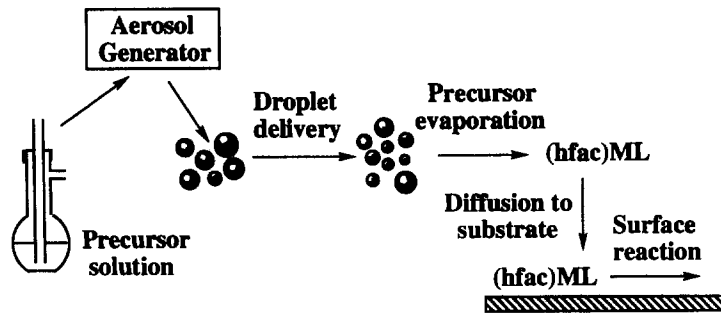 Aerosol
Generator
Droplet
delivery
Precursor
evaporation
(hfac)ML
Precursor
solution
Diffusion to
substrate
Surface
reaction
(hfac)ML